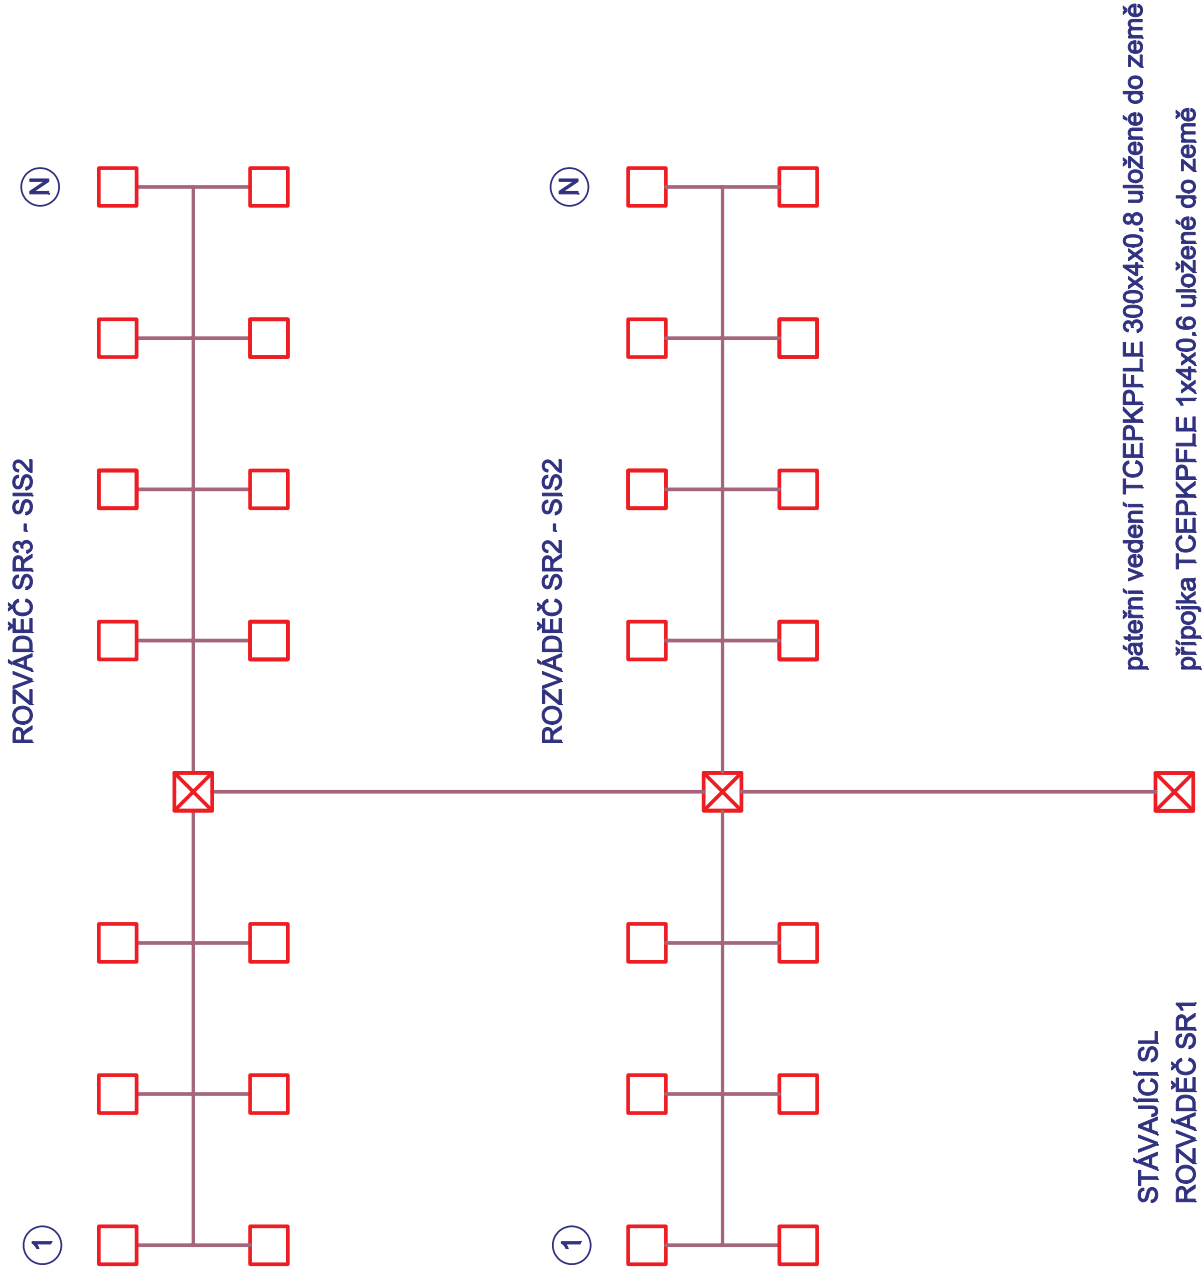 1
ROZVÁDĚČ SR3 - SIS2
N
1
ROZVÁDĚČ SR2 - SIS2
N
STÁVAJÍCÍ SL
ROZVÁDĚČ SR1
páteřní vedení TCEPKPFLE 300x4x0.8 uložené do země
přípojka TCEPKPFLE 1x4x0.6 uložené do země